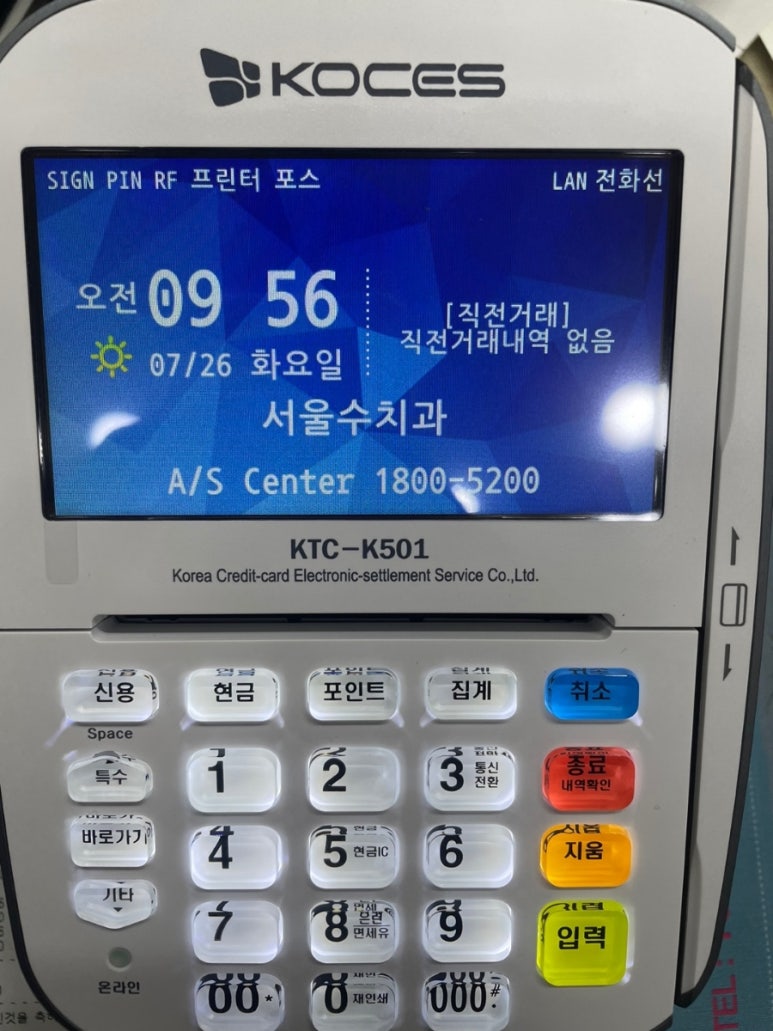 KOCES
SIGN PIN RF 프린터 포스 LAN 전화선
오전 09 56
07/26 화요일
[직전거래]
직전거래내역 없음
서울수치과
A/S Center 1800-5200
KTC-K501
Korea Credit-card Electronic-settlement Service Co.,Ltd.
신용 현금 포인트 집계 취소
Space
특수 1 2 3 통신전환 종료 내역확인
바로가기 4 5 현금IC 6 지움
기타 7 8 면세유 9 입력
온라인
00 * 0 재인쇄 000 #
TEL :